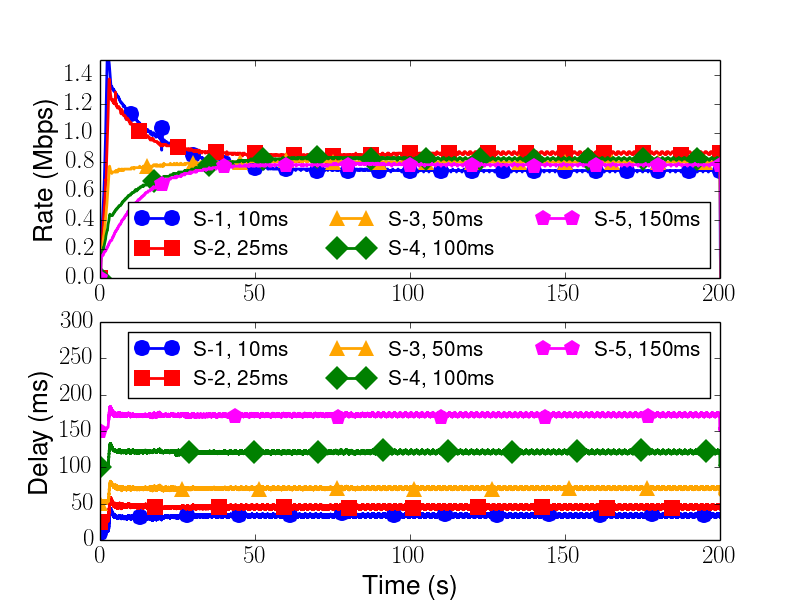 1.4
1.2
1.0
0.8
0.6
0.4
0.2
0.0
Rate (Mbps)
S-1, 10ms
S-3, 50ms
S-5, 150ms
S-2, 25ms
S-4, 100ms
0
50
100
150
200
300
250
200
150
100
50
0
Delay (ms)
S-1, 10ms
S-3, 50ms
S-5, 150ms
S-2, 25ms
S-4, 100ms
0
50
100
150
200
Time (s)